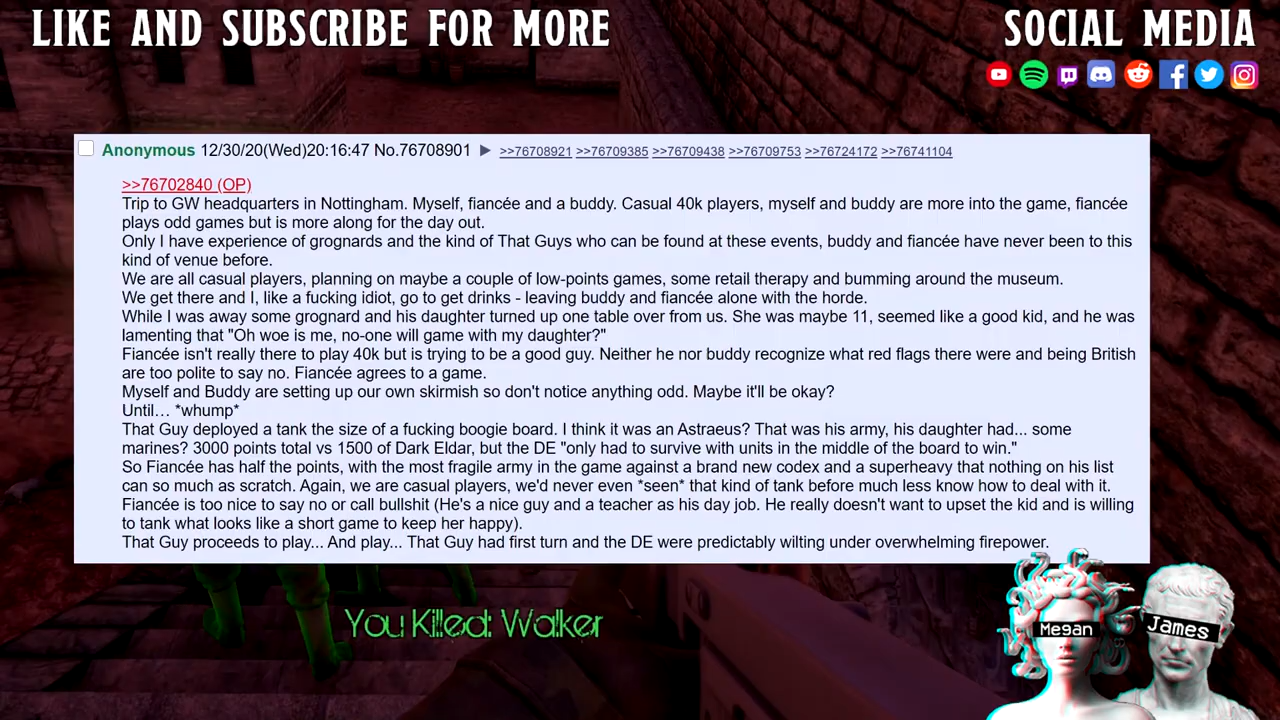 LIKE AND SUBSCRIBE FOR MORE
SOCIAL MEDIA
Anonymous 12/30/20(Wed)20:16:47 No.76708901 ▶ >>76708921 >>76709385 >>76709438 >>76709753 >>76724172 >>76741104
>>76702840 (OP)
Trip to GW headquarters in Nottingham. Myself, fiancée and a buddy. Casual 40k players, myself and buddy are more into the game, fiancée
plays odd games but is more along for the day out.
Only I have experience of grognards and the kind of That Guys who can be found at these events, buddy and fiancée have never been to this
kind of venue before.
We are all casual players, planning on maybe a couple of low-points games, some retail therapy and bumming around the museum.
We get there and I, like a fucking idiot, go to get drinks - leaving buddy and fiancée alone with the horde.
While I was away some grognard and his daughter turned up one table over from us. She was maybe 11, seemed like a good kid, and he was
lamenting that "Oh woe is me, no-one will game with my daughter?"
Fiancée isn't really there to play 40k but is trying to be a good guy. Neither he nor buddy recognize what red flags there were and being British
are too polite to say no. Fiancée agrees to a game.
Myself and Buddy are setting up our own skirmish so don't notice anything odd. Maybe it'll be okay?
Until… *whump*
That Guy deployed a tank the size of a fucking boogie board. I think it was an Astraeus? That was his army, his daughter had... some
marines? 3000 points total vs 1500 of Dark Eldar, but the DE "only had to survive with units in the middle of the board to win."
So Fiancée has half the points, with the most fragile army in the game against a brand new codex and a superheavy that nothing on his list
can so much as scratch. Again, we are casual players, we'd never even *seen* that kind of tank before much less know how to deal with it.
Fiancée is too nice to say no or call bullshit (He's a nice guy and a teacher as his day job. He really doesn't want to upset the kid and is willing
to tank what looks like a short game to keep her happy).
That Guy proceeds to play... And play... That Guy had first turn and the DE were predictably wilting under overwhelming firepower.
You Killed: Walker
Megan
James